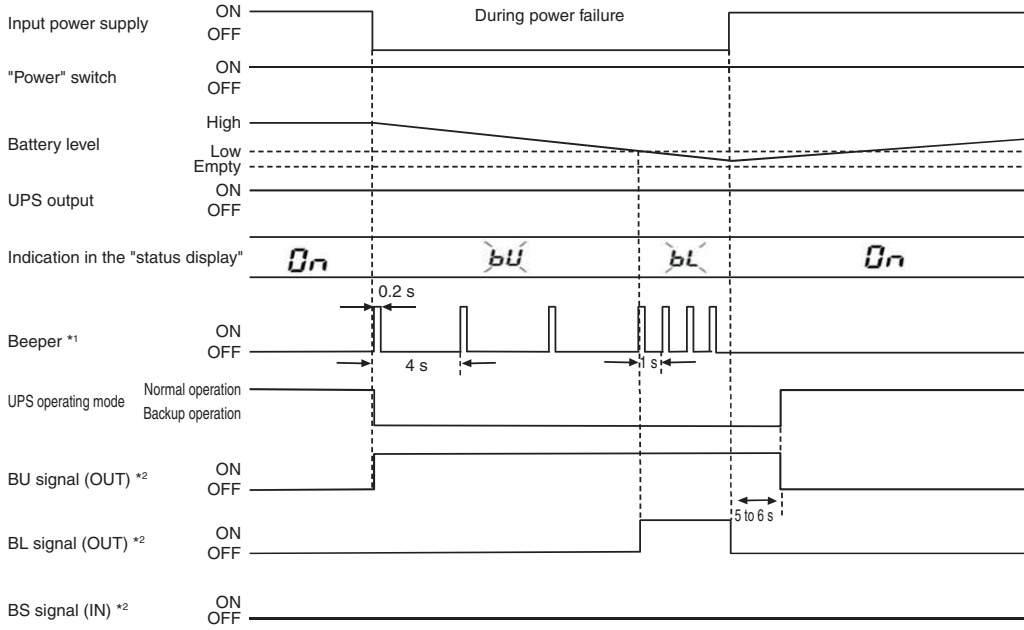 Input power supply ON OFF During power failure
"Power" switch ON OFF
Battery level High Low Empty
UPS output ON OFF
Indication in the "status display" On bU bL On
0.2 s
Beeper *1 ON OFF
4 s 1 s
UPS operating mode Normal operation Backup operation
BU signal (OUT) *2 ON OFF
5 to 6 s
BL signal (OUT) *2 ON OFF
BS signal (IN) *2 ON OFF